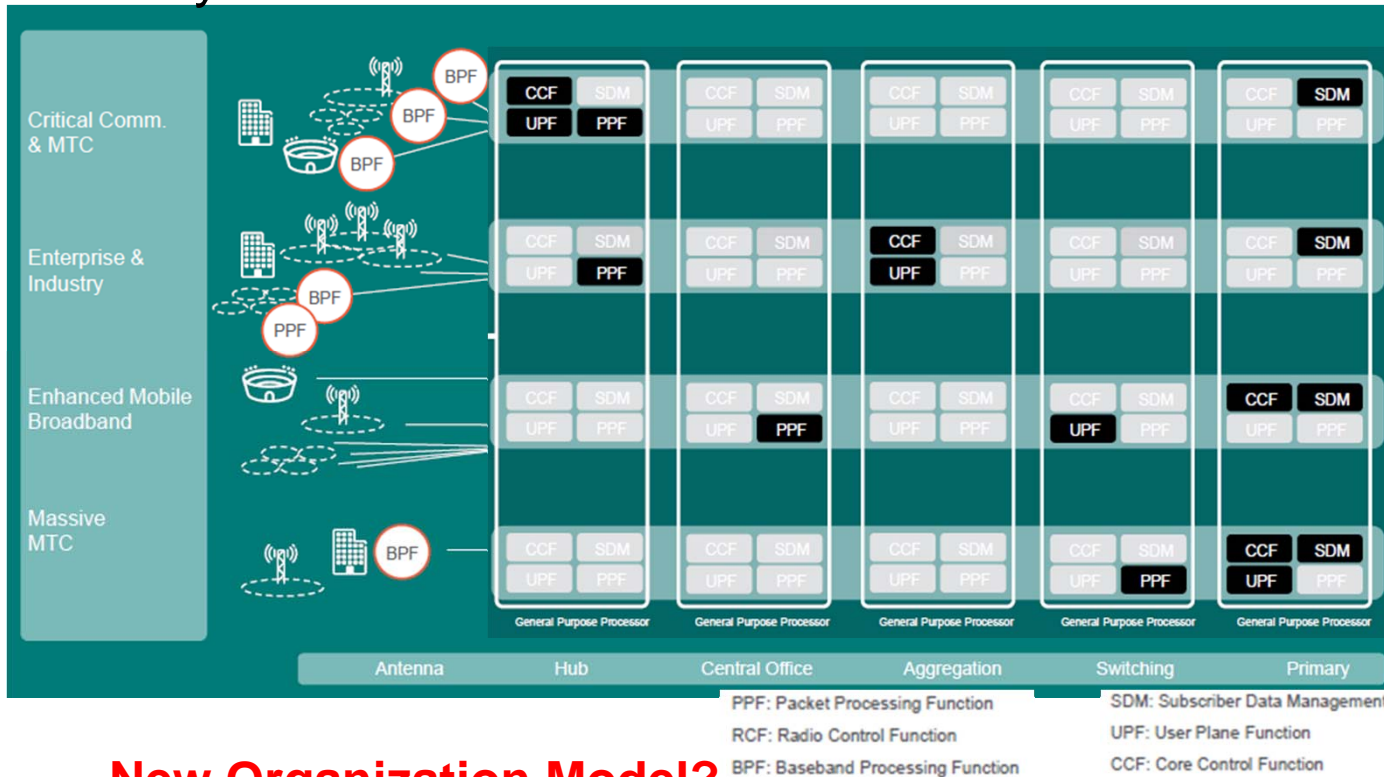 y
Critical Comm.
& MTC
BPF
BPF
BPF
CCF SDM CCF SDM CCF SDM CCF SDM CCF SDM
UPF PPF UPF PPF UPF PPF UPF PPF UPF PPF
Enterprise &
Industry
BPF
PPF
CCF SDM CCF SDM CCF SDM CCF SDM CCF SDM
UPF PPF UPF PPF UPF PPF UPF PPF UPF PPF
Enhanced Mobile
Broadband
CCF SDM CCF SDM CCF SDM CCF SDM CCF SDM
UPF PPF UPF PPF UPF PPF UPF PPF UPF PPF
Massive
MTC
BPF
CCF SDM CCF SDM CCF SDM CCF SDM CCF SDM
UPF PPF UPF PPF UPF PPF UPF PPF UPF PPF
General Purpose Processor General Purpose Processor General Purpose Processor General Purpose Processor General Purpose Processor
Antenna Hub Central Office Aggregation Switching Primary
PPF: Packet Processing Function
RCF: Radio Control Function
BPF: Baseband Processing Function
SDM: Subscriber Data Management
UPF: User Plane Function
CCF: Core Control Function
New Organization Model?